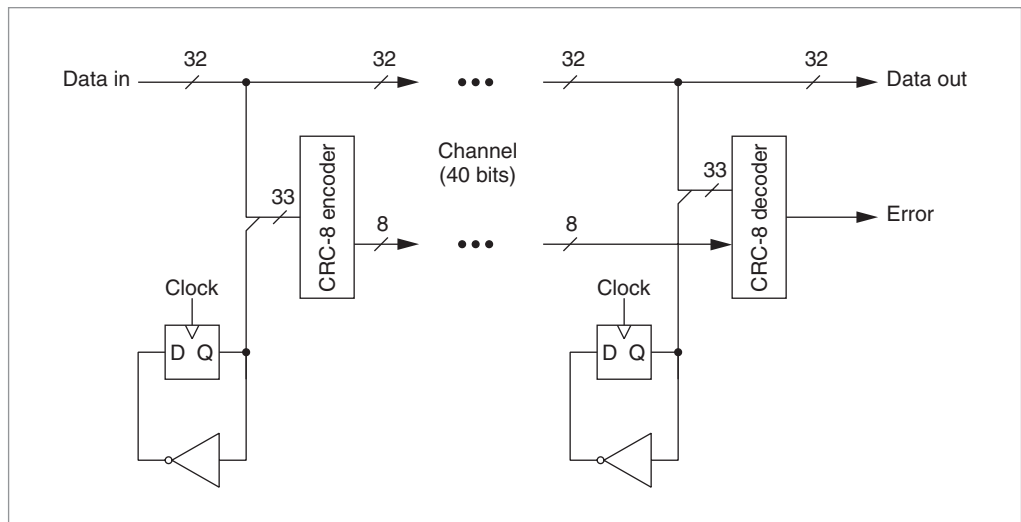 32 32 32 32
Data in Data out
Channel
(40 bits)
33 33
CRC-8 encoder
CRC-8 decoder
Error
8 8
Clock Clock
D Q D Q